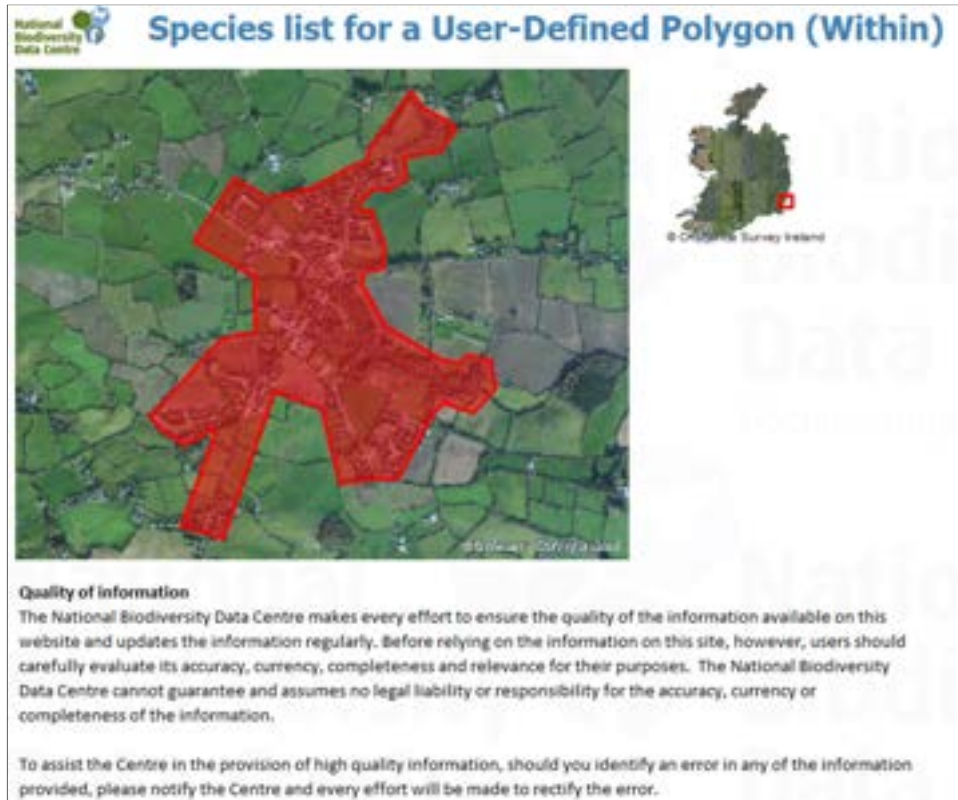 National
Biodiversity
Data Centre
Species list for a User-Defined Polygon (Within)
Survey Ireland
Quality of information
The National Biodiversity Data Centre makes every effort to ensure the quality of the information available on this
website and updates the information regularly. Before relying on the information on this site, however, users should
carefully evaluate its accuracy, currency, completeness and relevance for their purposes. The National Biodiversity
Data Centre cannot guarantee and assumes no legal liability or responsibility for the accuracy, currency or
completeness of the information.
To assist the Centre in the provision of high quality information, should you identify an error in any of the information
provided, please notify the Centre and every effort will be made to rectify the error.